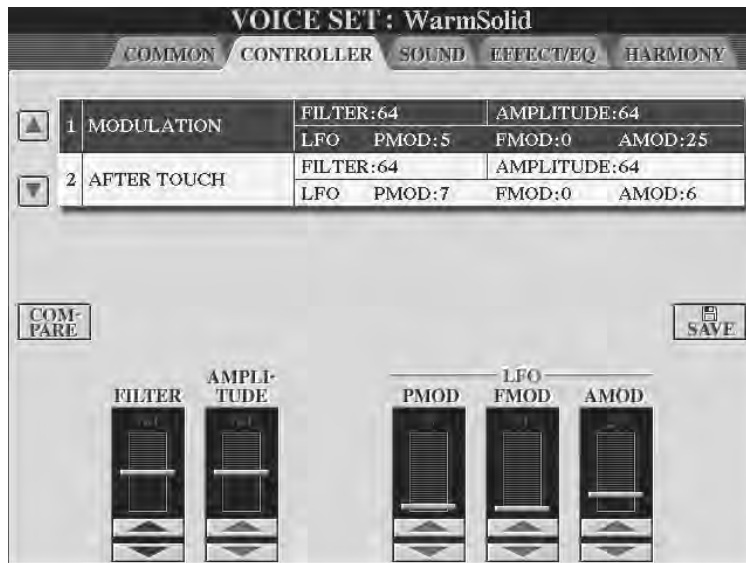 VOICE SET : WarmSolid
COMMON CONTROLLER SOUND EFFECT/EQ HARMONY
1 MODULATION
FILTER:64 AMPLITUDE:64
LFO PMOD:5 FMOD:0 AMOD:25
2 AFTER TOUCH
FILTER:64 AMPLITUDE:64
LFO PMOD:7 FMOD:0 AMOD:6
COM-
PARE
SAVE
FILTER
AMPLI-
TUDE
LFO
PMOD FMOD AMOD